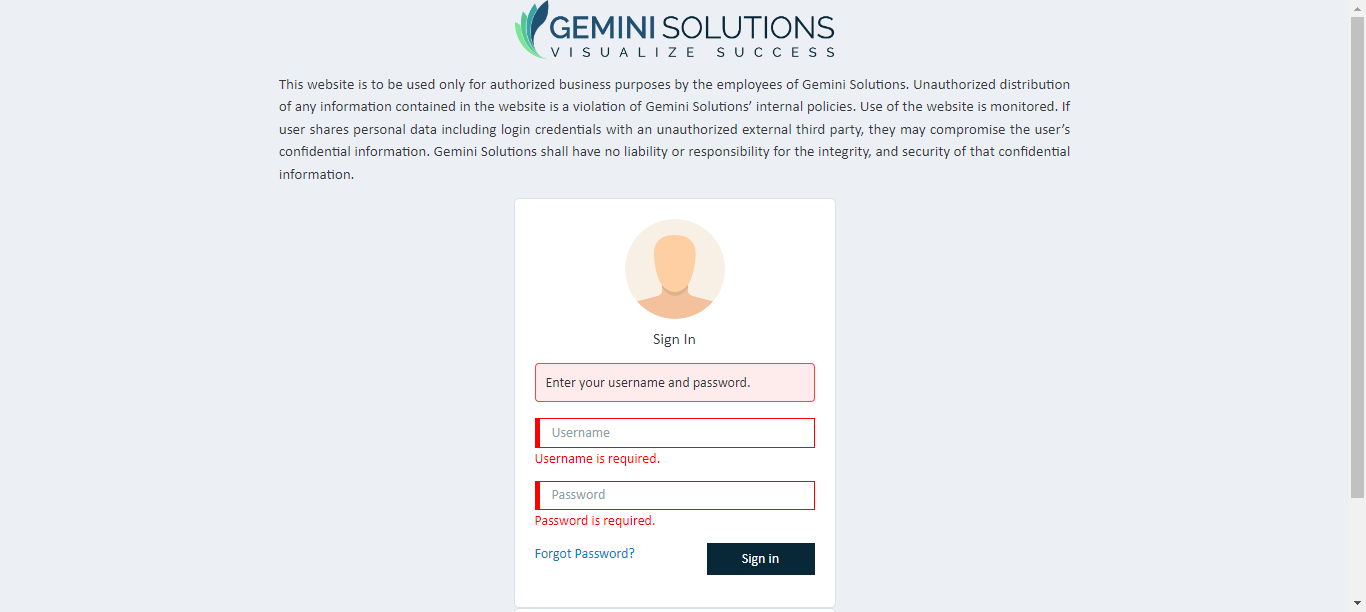 GEMINI SOLUTIONS
VISUALIZE SUCCESS
This website is to be used only for authorized business purposes by the employees of Gemini Solutions. Unauthorized distribution
of any information contained in the website is a violation of Gemini Solutions’ internal policies. Use of the website is monitored. If
user shares personal data including login credentials with an unauthorized external third party, they may compromise the user’s
confidential information. Gemini Solutions shall have no liability or responsibility for the integrity, and security of that confidential
information.
Sign In
Enter your username and password.
Username
Username is required.
Password
Password is required.
Forgot Password?
Sign in